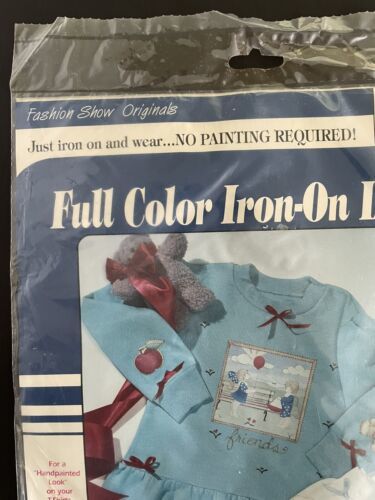 Fashion Show Originals
Just iron on and wear...NO PAINTING REQUIRED!
Full Color Iron-On
friends
For a
"Handpainted
Look"
on your